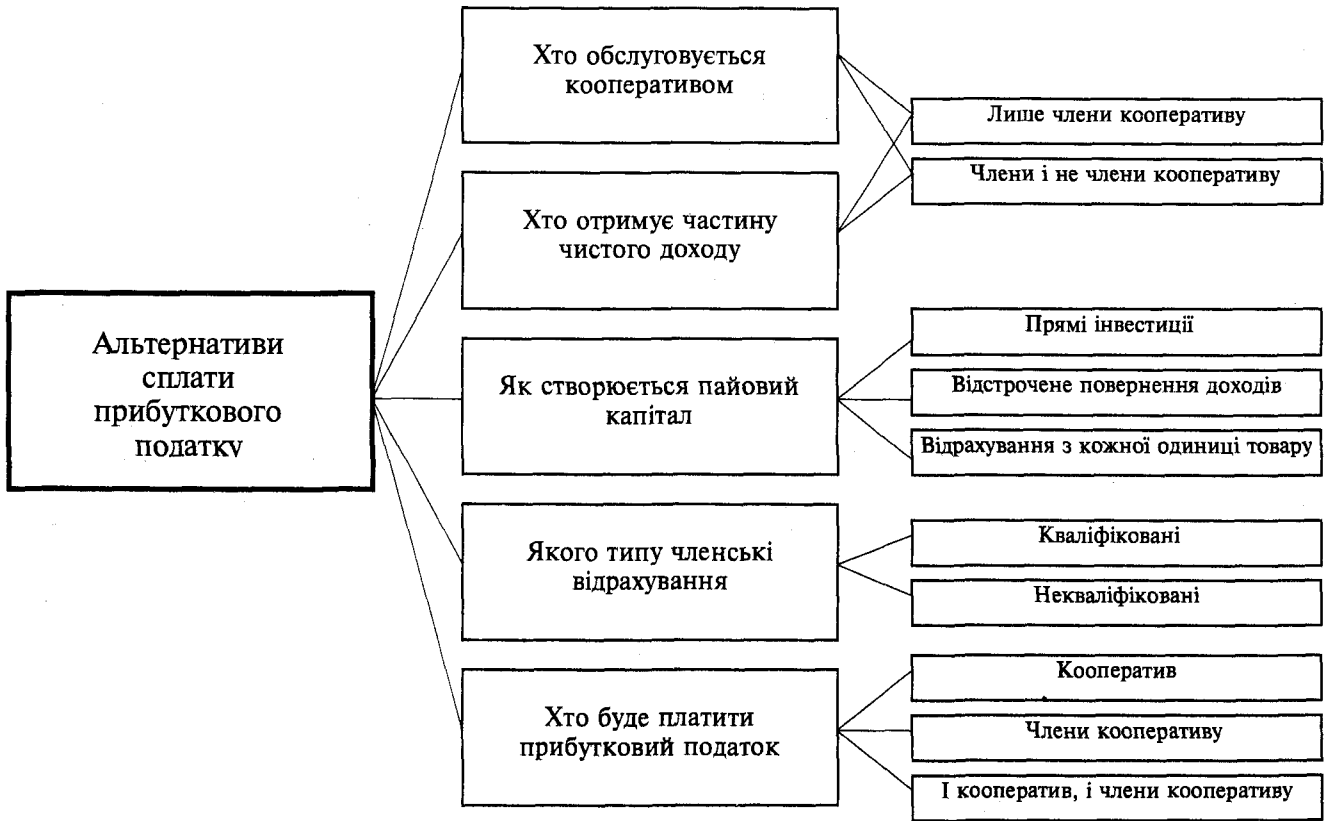 Хто обслуговується
кооперативом
Лише члени кооперативу
Члени і не члени кооперативу
Хто отримує частину
чистого доходу
Альтернативи
сплати
прибуткового
податку
Прямі інвестиції
Як створюється пайовий
капітал
Відстрочене повернення доходів
Відрахування з кожної одиниці товару
Якого типу членські
відрахування
Кваліфіковані
Некваліфіковані
Хто буде платити
прибутковий податок
Кооператив
Члени кооперативу
І кооператив, і члени кооперативу